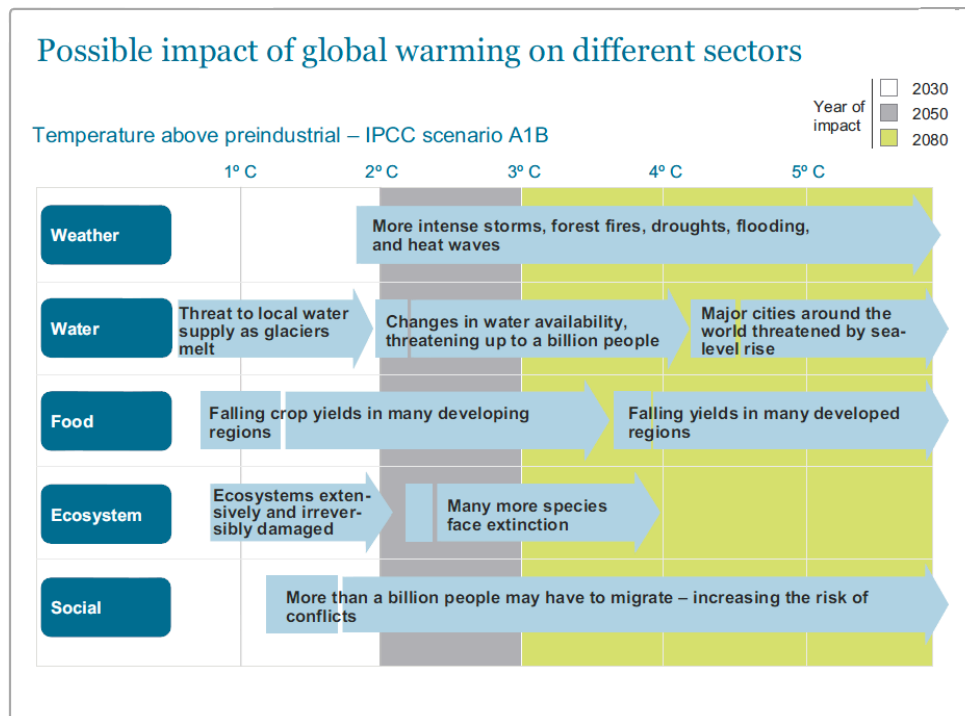 Possible impact of global warming on different sectors
Year of
impact
2030
2050
2080
Temperature above preindustrial – IPCC scenario A1B
1º C
2º C
3º C
4º C
5º C
Weather
More intense storms, forest fires, droughts, flooding,
and heat waves
Water
Threat to local water
supply as glaciers
melt
Changes in water availability,
threatening up to a billion people
Major cities around the
world threatened by sea-
level rise
Food
Falling crop yields in many developing
regions
Falling yields in many developed
regions
Ecosystem
Ecosystems exten-
sively and irrever-
sibly damaged
Many more species
face extinction
Social
More than a billion people may have to migrate – increasing the risk of
conflicts